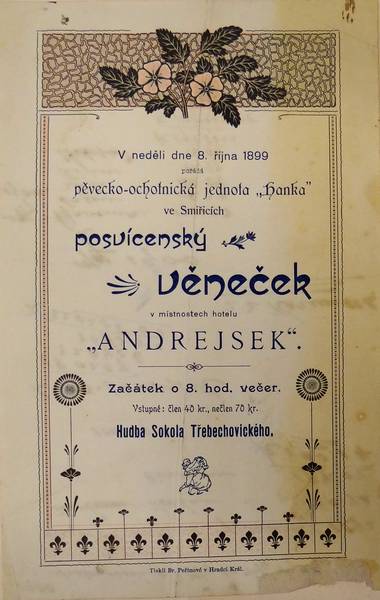 V neděli dne 8. října 1899
pořádá
pěvecko-ochotnická jednota „Hanka"
ve Smiřicích
posvícenský
věneček
v místnostech hotelu
„ANDREJSEK“.
Začátek o 8. hod. večer.
Vstupné: člen 40 kr., nečlen 70 kr.
Hudba Sokola Třebechovického.
Tiskli Br. Peřinové v Hradci Král.